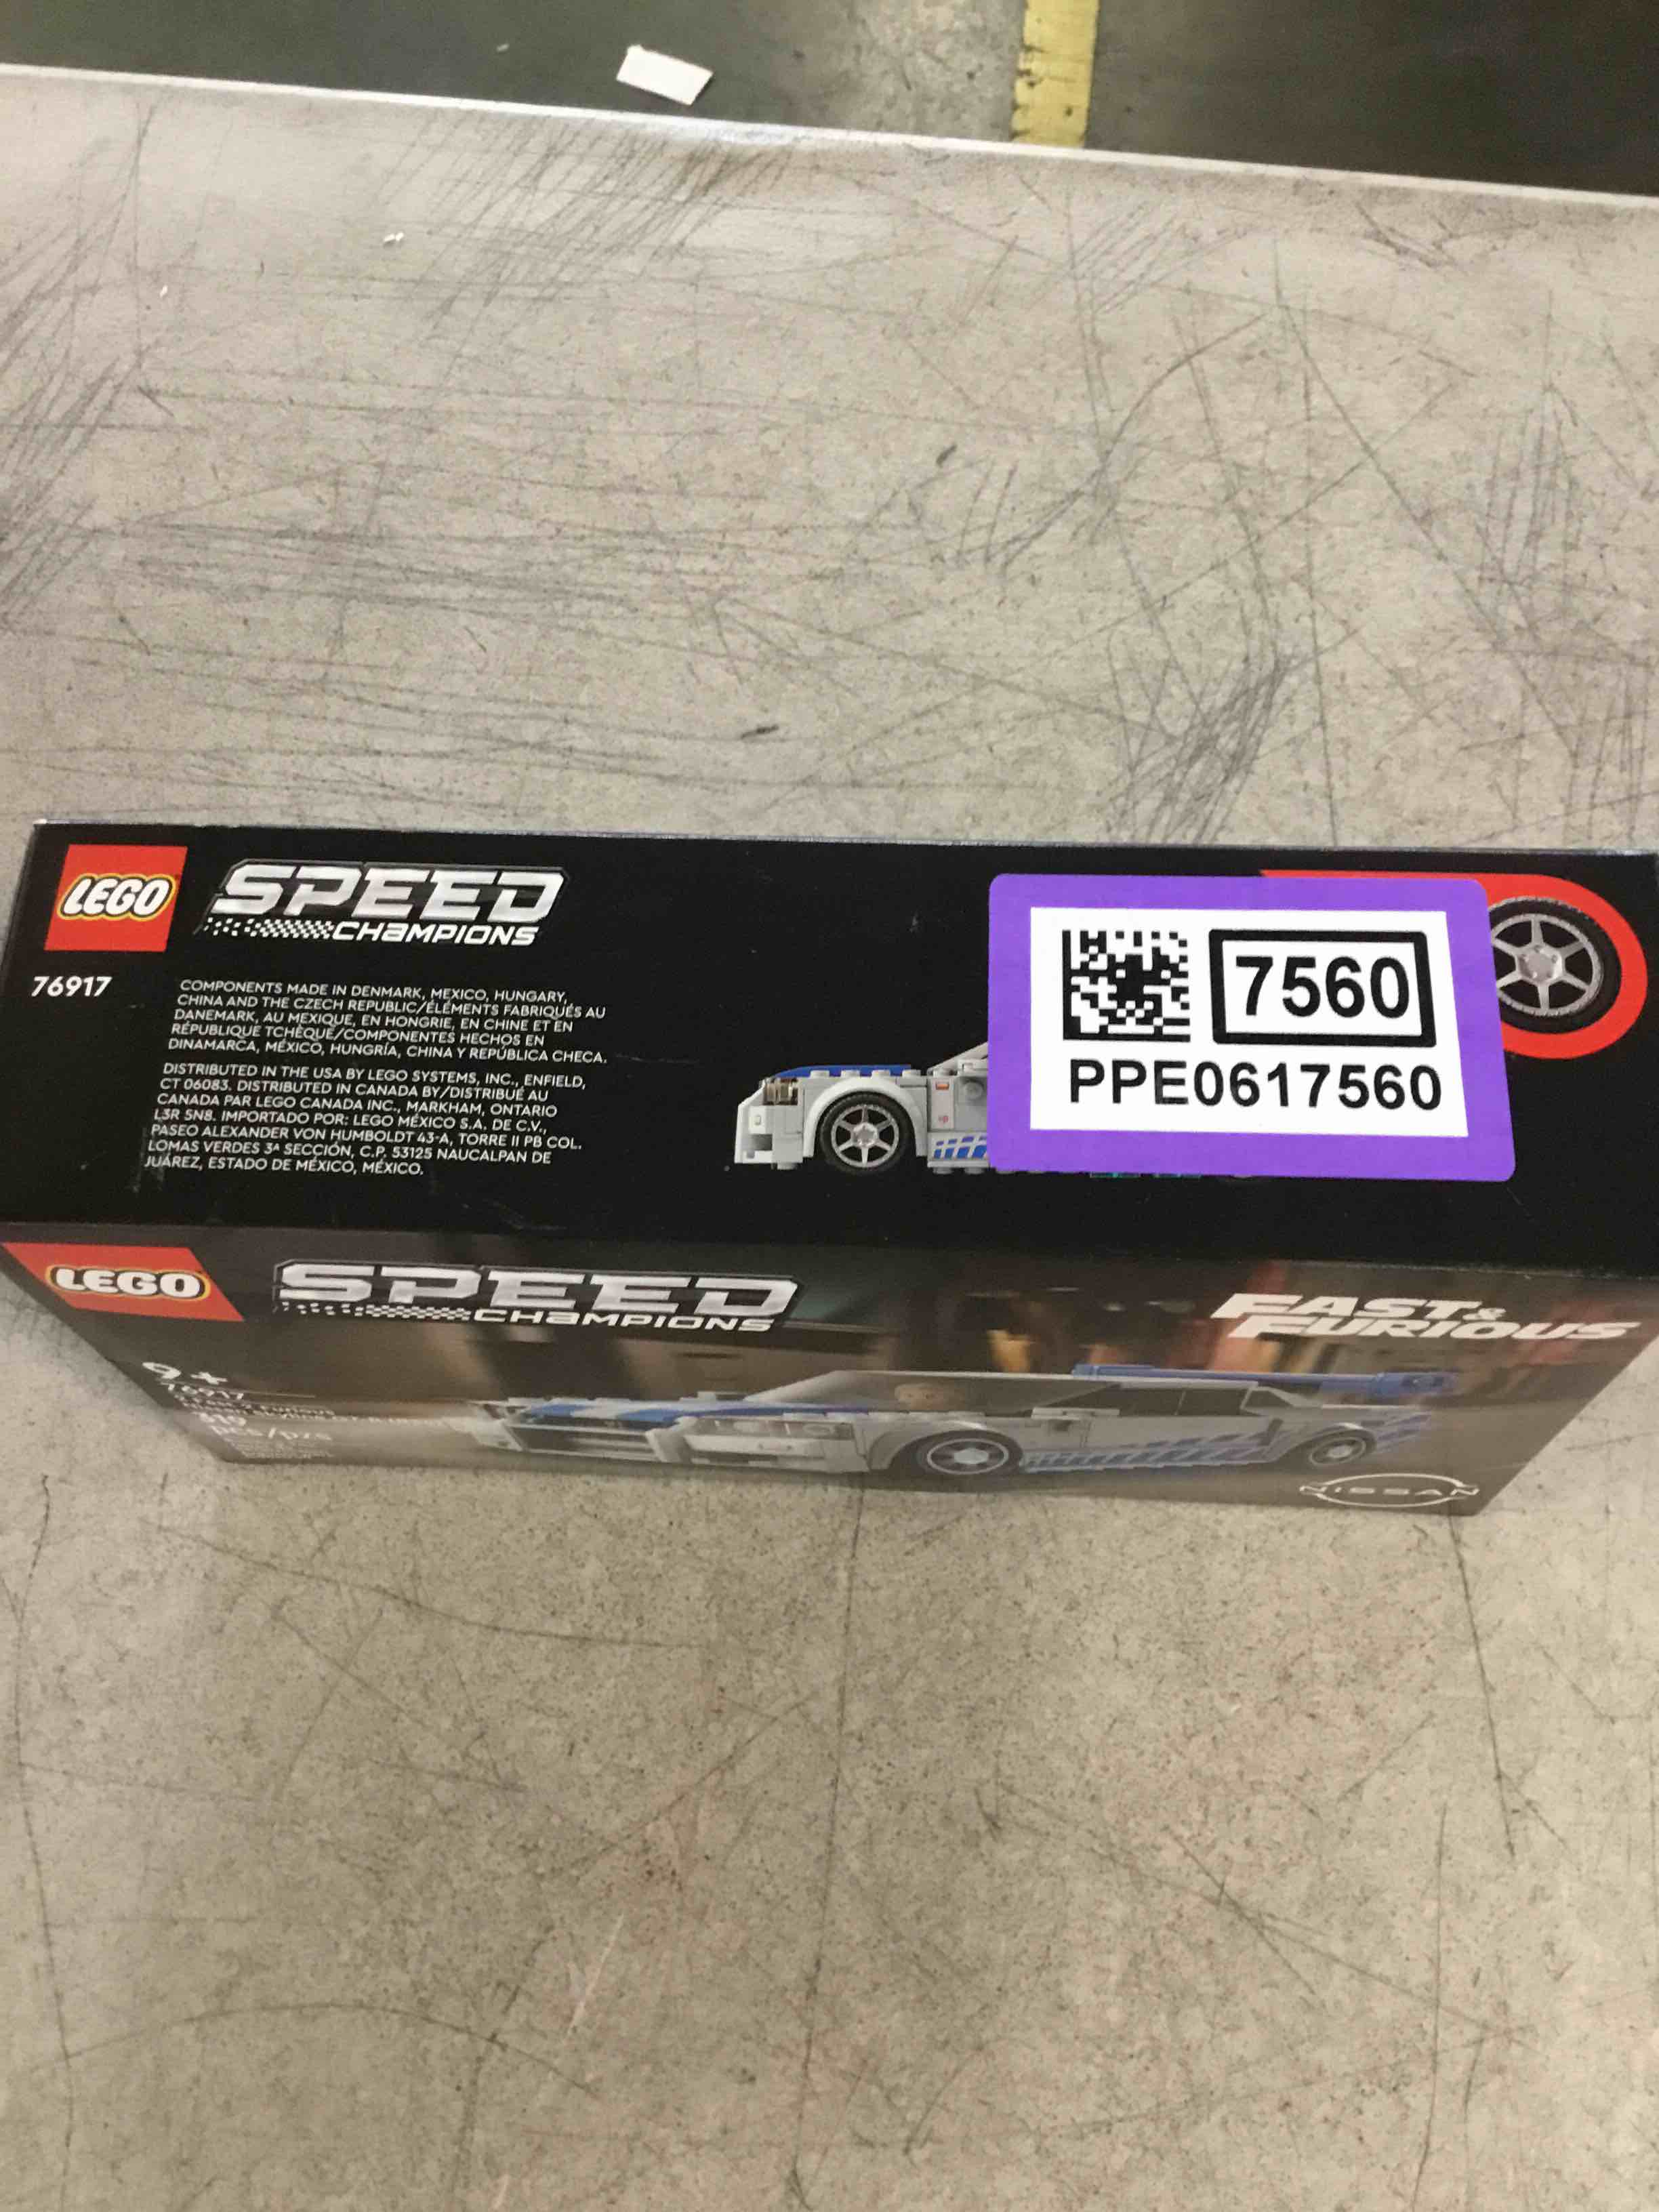 LEGO
SPEED
CHAMPIONS
76917
COMPONENTS MADE IN DENMARK, MEXICO, HUNGARY,
CHINA AND THE CZECH REPUBLIC/ÉLÉMENTS FABRIQUÉS AU
DANEMARK, AU MEXIQUE, EN HONGRIE, EN CHINE ET EN
RÉPUBLIQUE TCHÈQUE/COMPONENTES HECHOS EN
DINAMARCA, MÉXICO, HUNGRÍA, CHINA Y REPÚBLICA CHECA.
DISTRIBUTED IN THE USA BY LEGO SYSTEMS, INC., ENFIELD,
CT 06083. DISTRIBUTED IN CANADA BY/DISTRIBUÉ AU
CANADA PAR LEGO CANADA INC., MARKHAM, ONTARIO
L3R 5N8. IMPORTADO POR: LEGO MÉXICO S.A. DE C.V.,
PASEO ALEXANDER VON HUMBOLDT 43-A, TORRE II PB COL.
LOMAS VERDES 3ª SECCIÓN, C.P. 53125 NAUCALPAN DE
JUÁREZ, ESTADO DE MÉXICO, MÉXICO.
7560
PPE0617560
LEGO
SPEED
CHAMPIONS
FAST &
FURIOUS
9+
76917
319
pcs/pzs
NISSAN